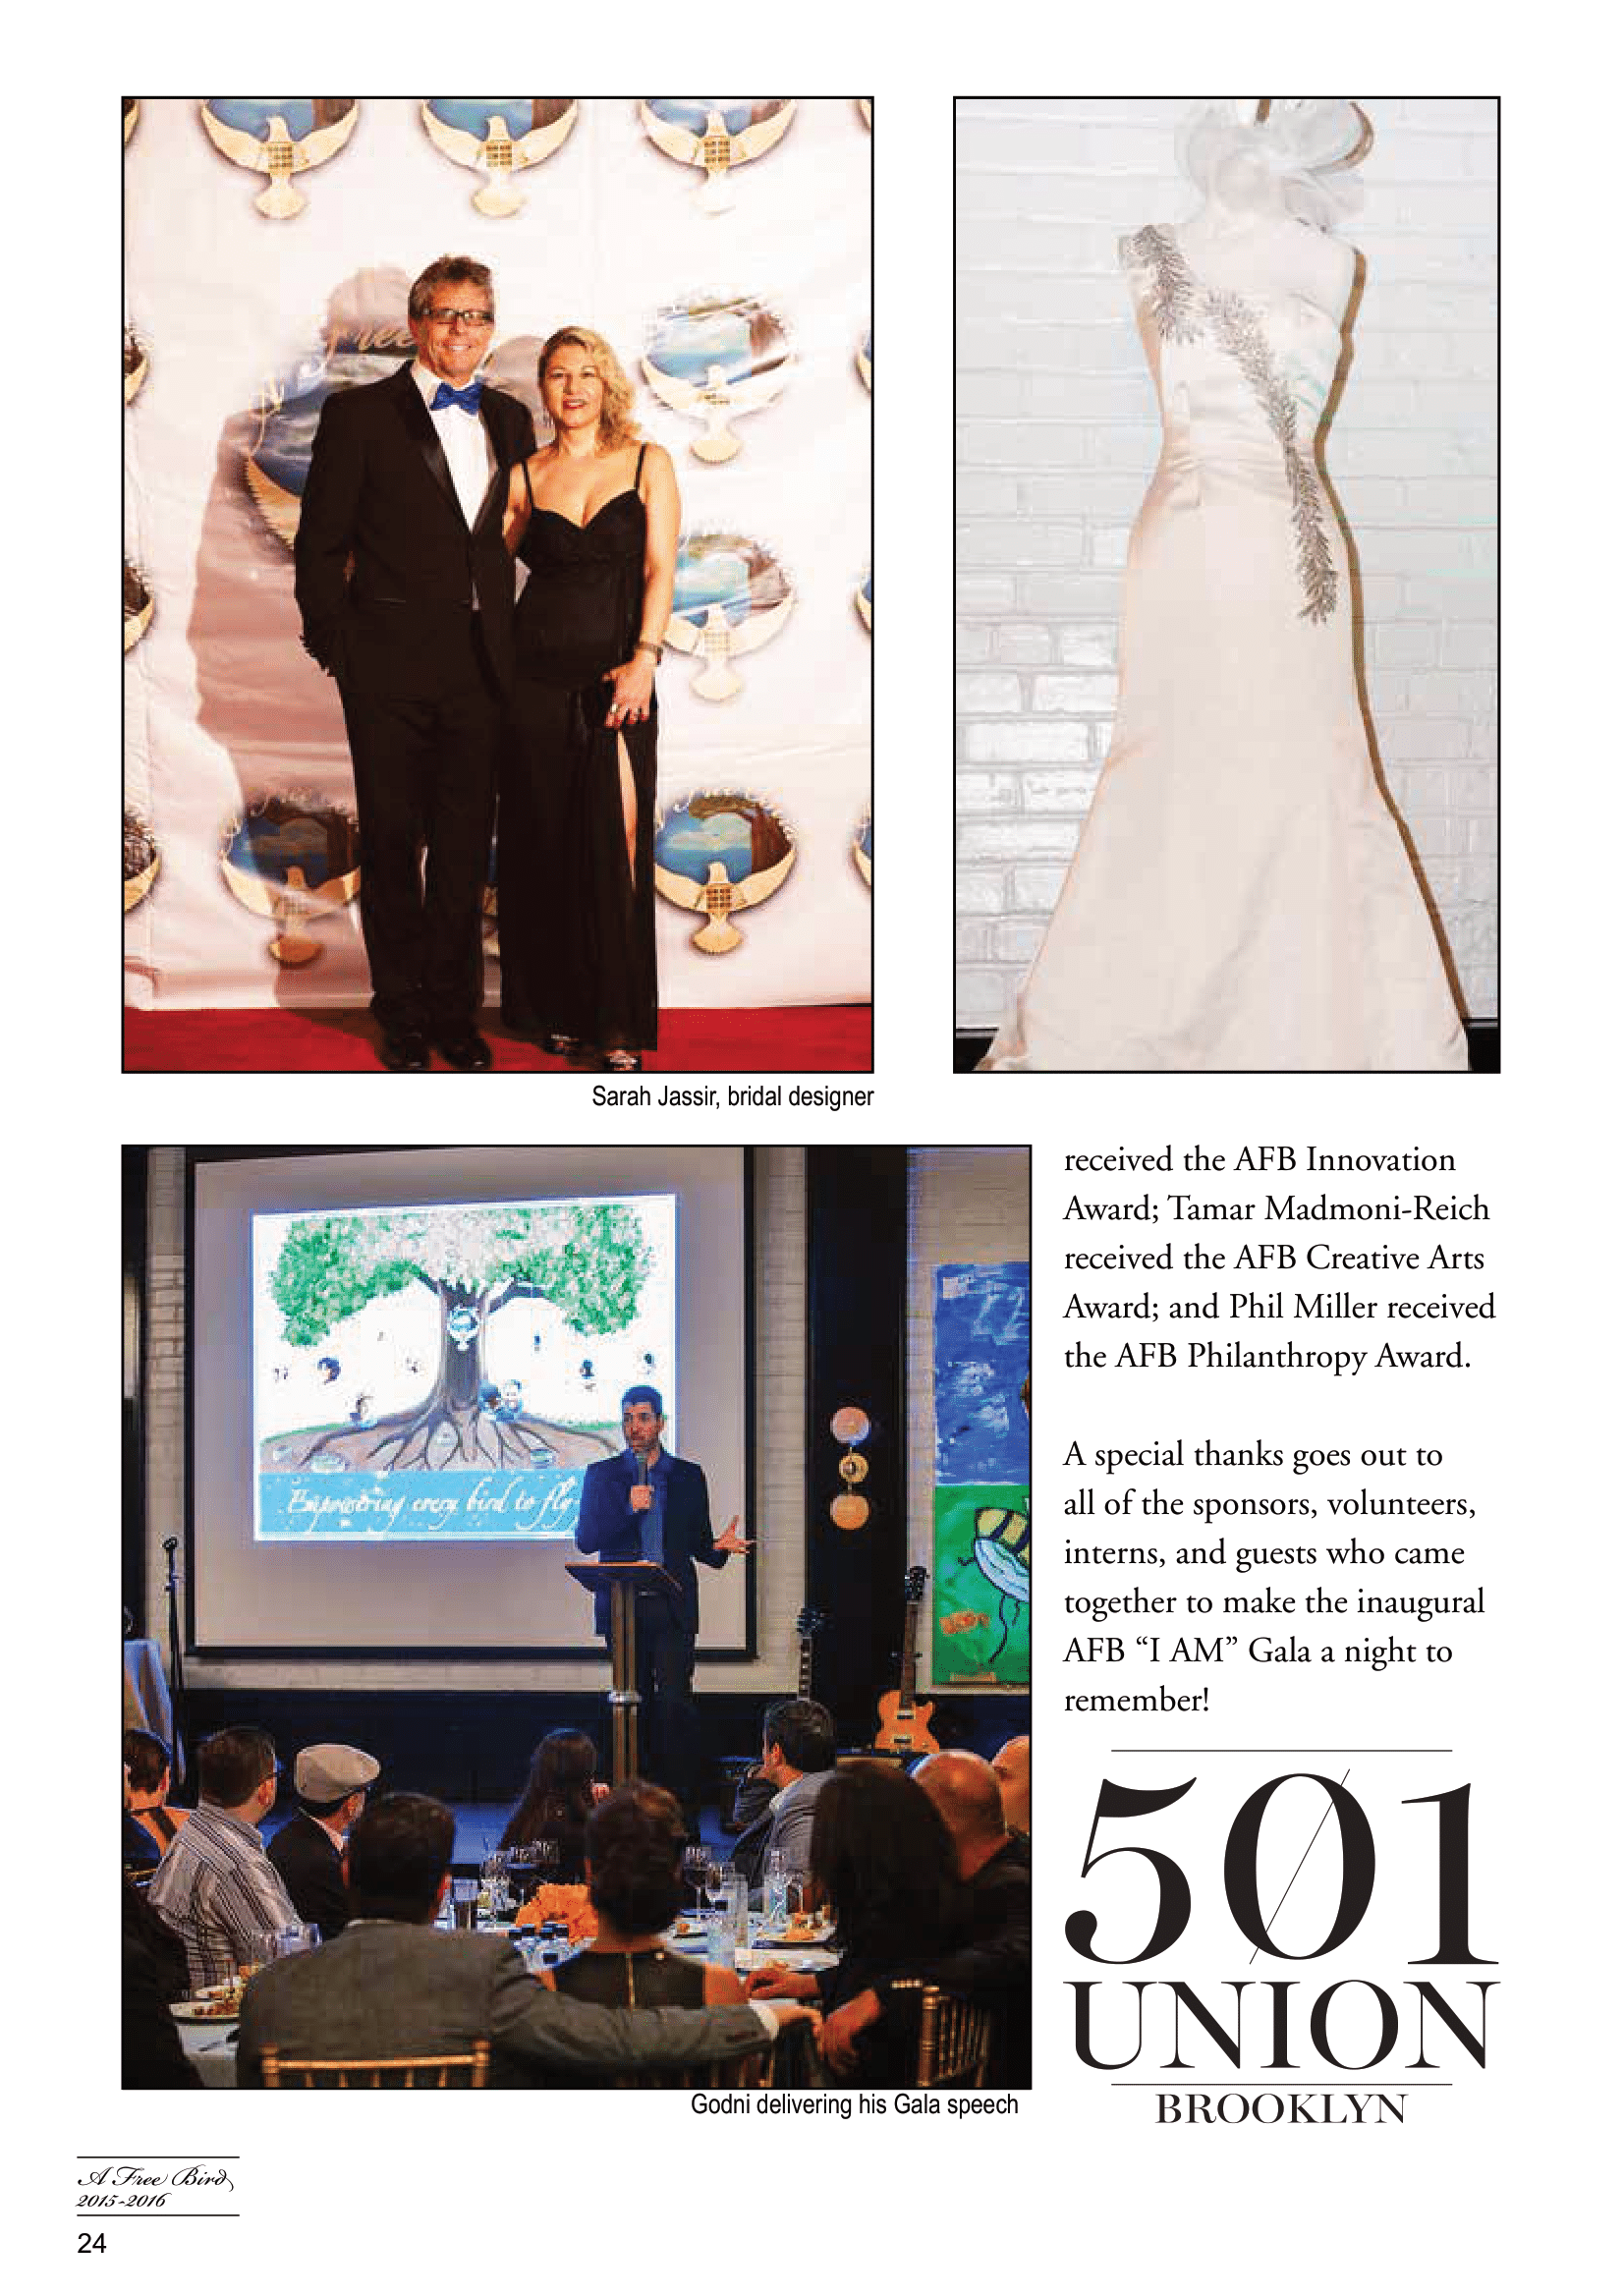 Free
Sarah Jassir, bridal designer
Empowering every bird to fly
received the AFB Innovation
Award; Tamar Madmoni-Reich
received the AFB Creative Arts
Award; and Phil Miller received
the AFB Philanthropy Award.
A special thanks goes out to
all of the sponsors, volunteers,
interns, and guests who came
together to make the inaugural
AFB “I AM” Gala a night to
remember!
501
UNION
BROOKLYN
Godni delivering his Gala speech
A Free Bird
2015-2016
24